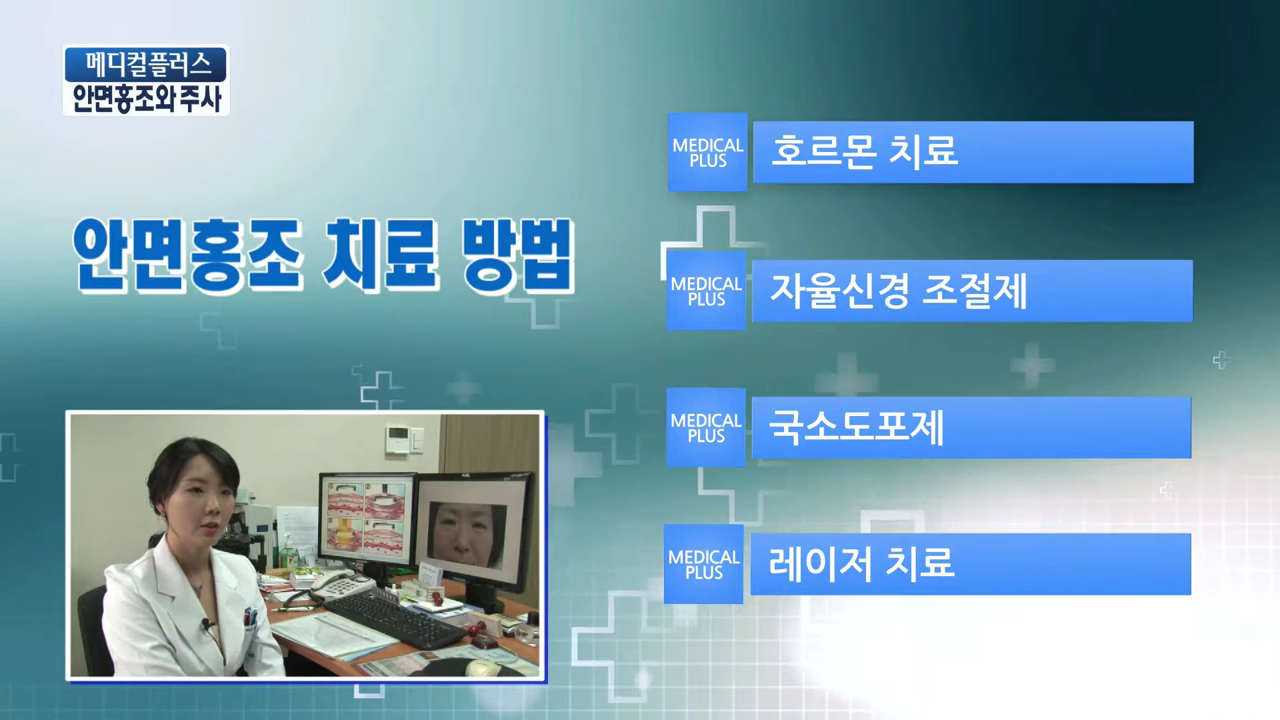 메디컬플러스
안면홍조와 주사
안면홍조 치료 방법
MEDICAL
PLUS
호르몬 치료
MEDICAL
PLUS
자율신경 조절제
MEDICAL
PLUS
국소도포제
MEDICAL
PLUS
레이저 치료